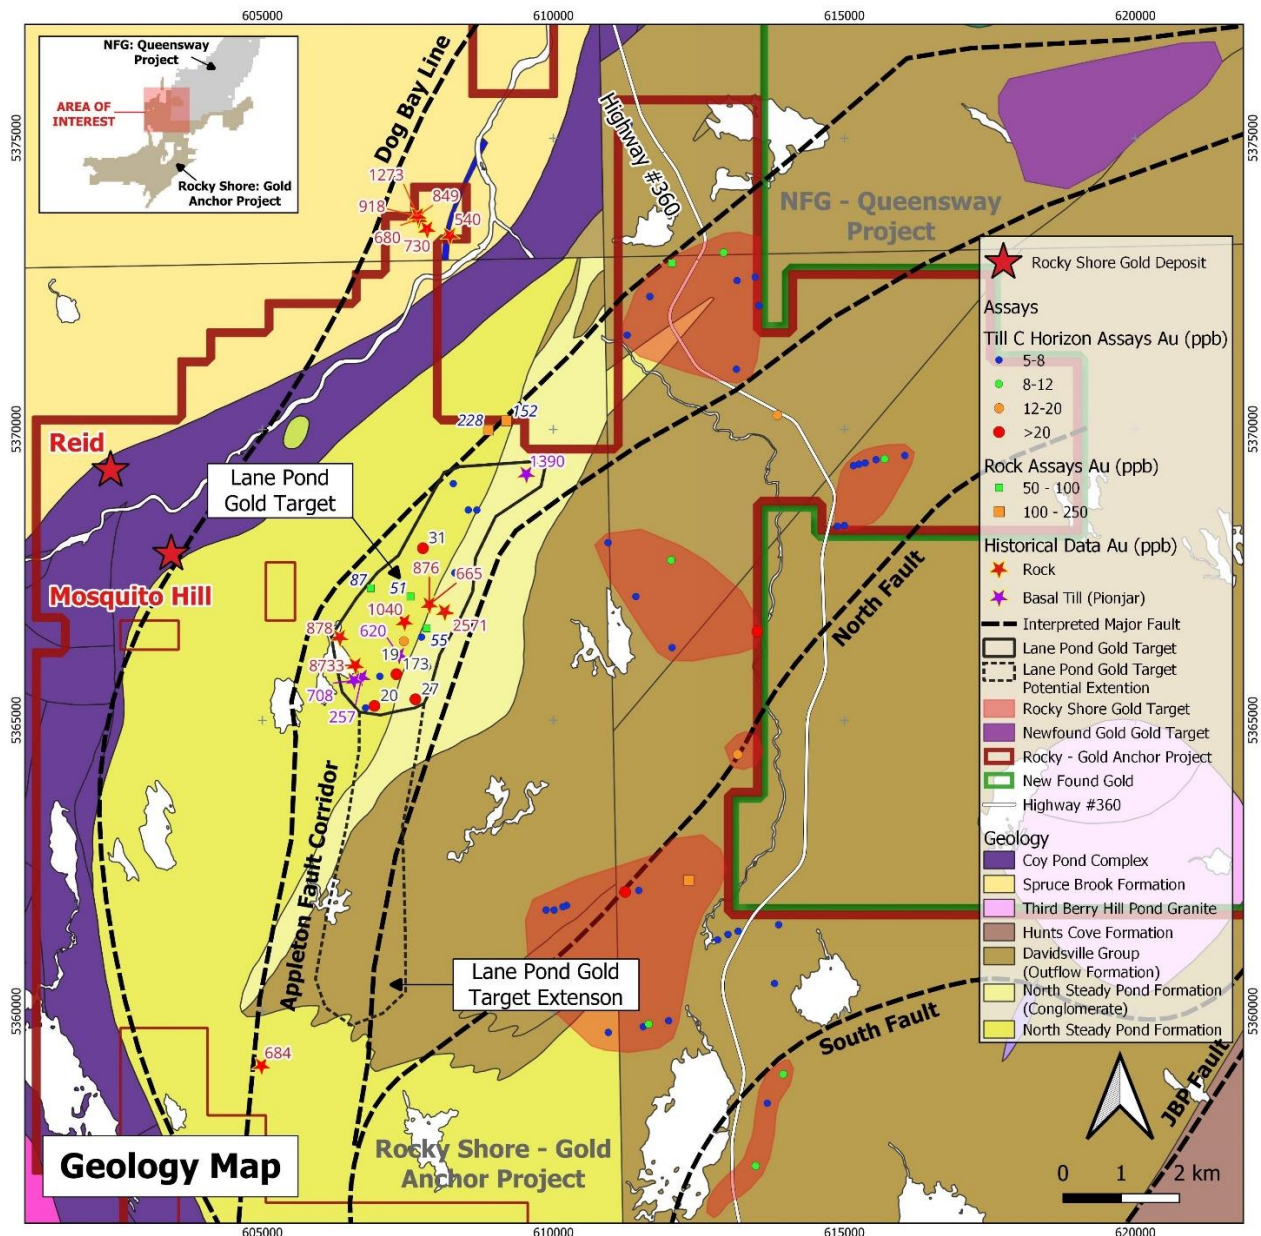 605000
610000
615000
620000
NFG: Queensway
Project
AREA OF
INTEREST
Rocky Shore: Gold
Anchor Project
Dog Bay Line
Highway #360
5375000
5375000
1273
849
918
540
680
730
NFG - Queensway
Project
Rocky Shore Gold Deposit
Assays
Till C Horizon Assays Au (ppb)
5-8
8-12
12-20
>20
Rock Assays Au (ppb)
50 - 100
100 - 250
Historical Data Au (ppb)
Rock
Basal Till (Pionjar)
Interpreted Major Fault
Lane Pond Gold Target
Lane Pond Gold Target
Potential Extention
Rocky Shore Gold Target
Newfound Gold Target
Rocky - Gold Anchor Project
New Found Gold
Highway #360
Geology
Coy Pond Complex
Spruce Brook Formation
Third Berry Hill Pond Granite
Hunts Cove Formation
Davidsville Group
(Outflow Formation)
North Steady Pond Formation
(Conglomerate)
North Steady Pond Formation
5370000
5370000
Reid
228
152
Lane Pond
Gold Target
1390
31
Mosquito Hill
87
51
876
665
1040
2571
878
620
55
19
173
8733
708
20
27
257
North Fault
5365000
5365000
Appleton Fault Corridor
Lane Pond Gold
Target Extenson
5360000
5360000
South Fault
684
JBP Fault
Rocky Shore - Gold
Anchor Project
Geology Map
0 1 2 km
605000
610000
615000
620000